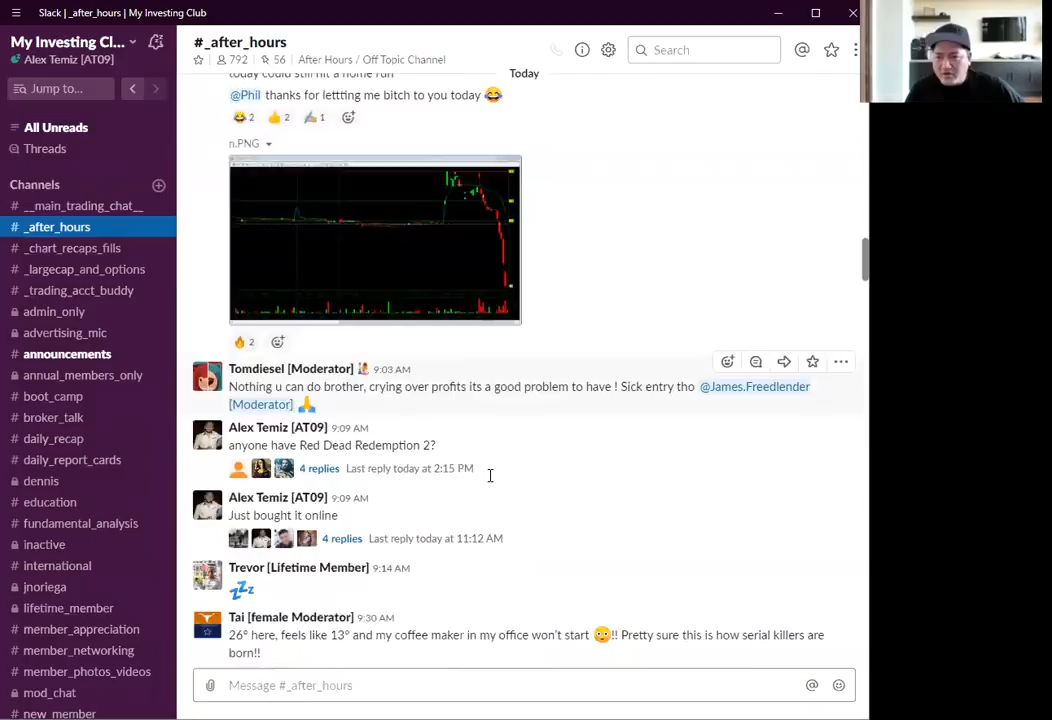 Slack | _after_hours | My Investing Club
My Investing Cl...
Alex Temiz [AT09]
Jump to...
All Unreads
Threads
Channels
# __main_trading_chat__
# _after_hours
# _chart_recaps_fills
# _largecap_and_options
# _trading_acct_buddy
admin_only
advertising_mic
announcements
annual_members_only
# boot_camp
# broker_talk
# daily_recap
# daily_report_cards
dennis
# education
# fundamental_analysis
inactive
# international
jnoriega
lifetime_member
# member_appreciation
# member_networking
# member_photos_videos
mod_chat
# new_member
#_after_hours
792
56
After Hours / Off Topic Channel
Search
today could still hit a home run
Today
@Phil thanks for lettting me bitch to you today 😂
😂 2 👍 2 ✍ 1
n.PNG
🔥 2
Tomdiesel [Moderator] 9:03 AM
Nothing u can do brother, crying over profits its a good problem to have ! Sick entry tho @James.Freedlender
[Moderator] 🙏
Alex Temiz [AT09] 9:09 AM
anyone have Red Dead Redemption 2?
4 replies Last reply today at 2:15 PM
Alex Temiz [AT09] 9:09 AM
Just bought it online
4 replies Last reply today at 11:12 AM
Trevor [Lifetime Member] 9:14 AM
💤
Tai [female Moderator] 9:30 AM
26° here, feels like 13° and my coffee maker in my office won't start 😳!! Pretty sure this is how serial killers are
born!!
Message #_after_hours